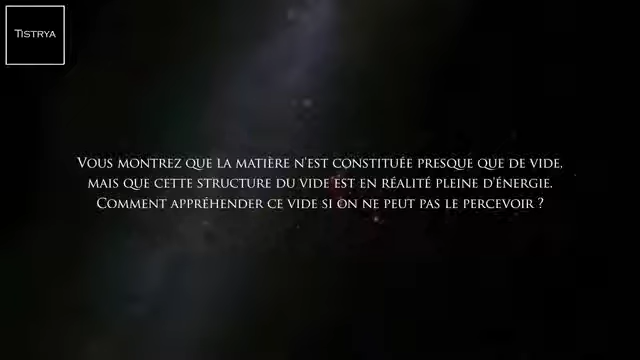 TISTRYA
VOUS MONTREZ QUE LA MATIÈRE N'EST CONSTITUÉE PRESQUE QUE DE VIDE,
MAIS QUE CETTE STRUCTURE DU VIDE EST EN RÉALITÉ PLEINE D'ÉNERGIE.
COMMENT APPRÉHENDER CE VIDE SI ON NE PEUT PAS LE PERCEVOIR ?